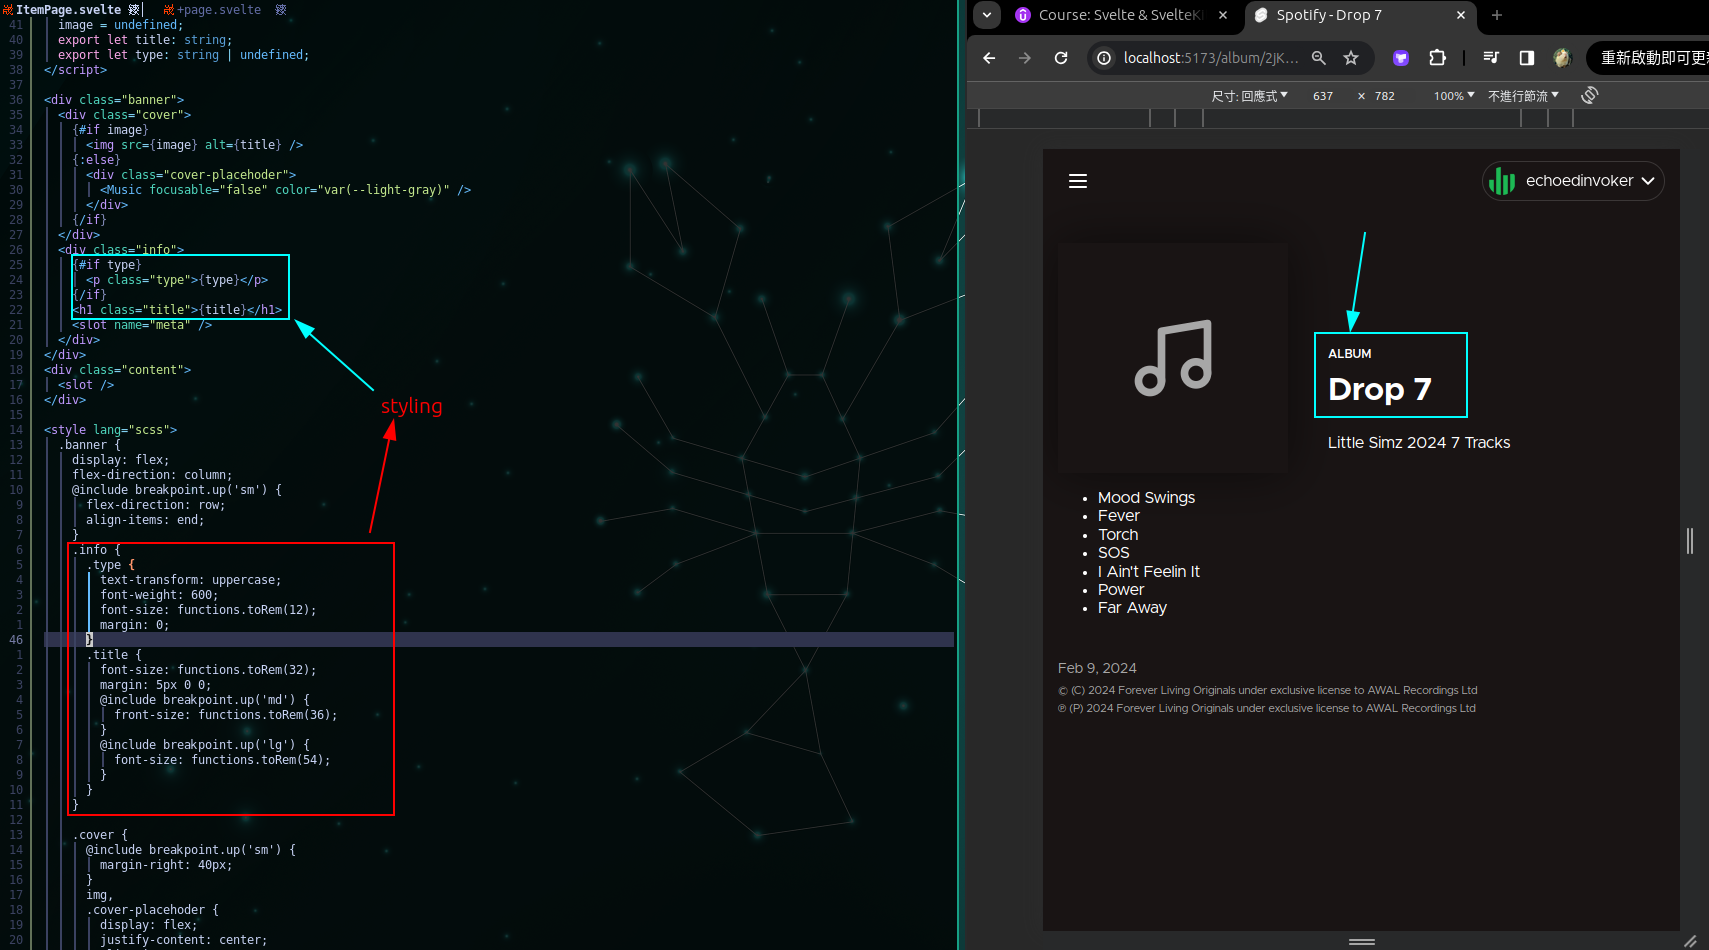 ItemPage.svelte
+page.svelte
41 image = undefined;
40 export let title: string;
39 export let type: string | undefined;
38 </script>
37
36 <div class="banner">
35 <div class="cover">
34 {#if image}
33 <img src={image} alt={title} />
32 {:else}
31 <div class="cover-placehoder">
30 <Music focusable="false" color="var(--light-gray)" />
29 </div>
28 {/if}
27 </div>
26 <div class="info">
25 {#if type}
24 <p class="type">{type}</p>
23 {/if}
22 <h1 class="title">{title}</h1>
21 <slot name="meta" />
20 </div>
19 </div>
18 <div class="content">
17 <slot />
16 </div>
15
14 <style lang="scss">
13 .banner {
12 display: flex;
11 flex-direction: column;
10 @include breakpoint.up('sm') {
9 flex-direction: row;
8 align-items: end;
7 }
6 .info {
5 .type {
4 text-transform: uppercase;
3 font-weight: 600;
2 font-size: functions.toRem(12);
1 margin: 0;
46 }
1 .title {
2 font-size: functions.toRem(32);
3 margin: 5px 0 0;
4 @include breakpoint.up('md') {
5 front-size: functions.toRem(36);
6 }
7 @include breakpoint.up('lg') {
8 font-size: functions.toRem(54);
9 }
10 }
11 }
12
13 .cover {
14 @include breakpoint.up('sm') {
15 margin-right: 40px;
16 }
17 img,
18 .cover-placehoder {
19 display: flex;
20 justify-content: center;
styling
Course: Svelte & SvelteK
Spotify - Drop 7
localhost:5173/album/2jK...
重新啟動即可更
尺寸: 回應式 637 × 782 100% 不進行節流
echoedinvoker
ALBUM
Drop 7
Little Simz 2024 7 Tracks
• Mood Swings
• Fever
• Torch
• SOS
• I Ain't Feelin It
• Power
• Far Away
Feb 9, 2024
© (C) 2024 Forever Living Originals under exclusive license to AWAL Recordings Ltd
℗ (P) 2024 Forever Living Originals under exclusive license to AWAL Recordings Ltd